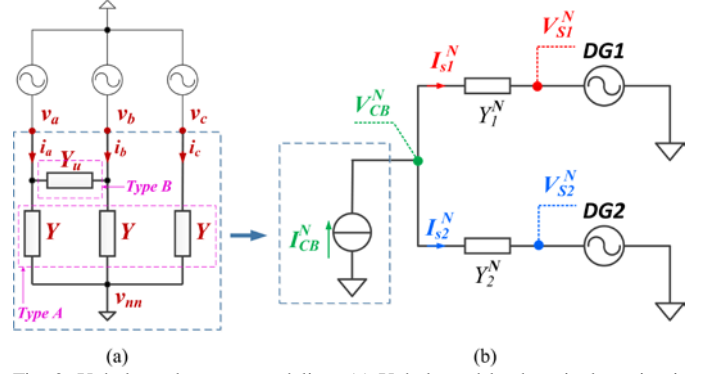 v_a v_b v_c
i_a i_b i_c
Y_u
Type B
Y Y Y
Type A
v_nn
(a)
V_S1^N
I_s1^N
DG1
Y_1^N
V_CB^N
V_S2^N
I_s2^N
DG2
I_CB^N
Y_2^N
(b)